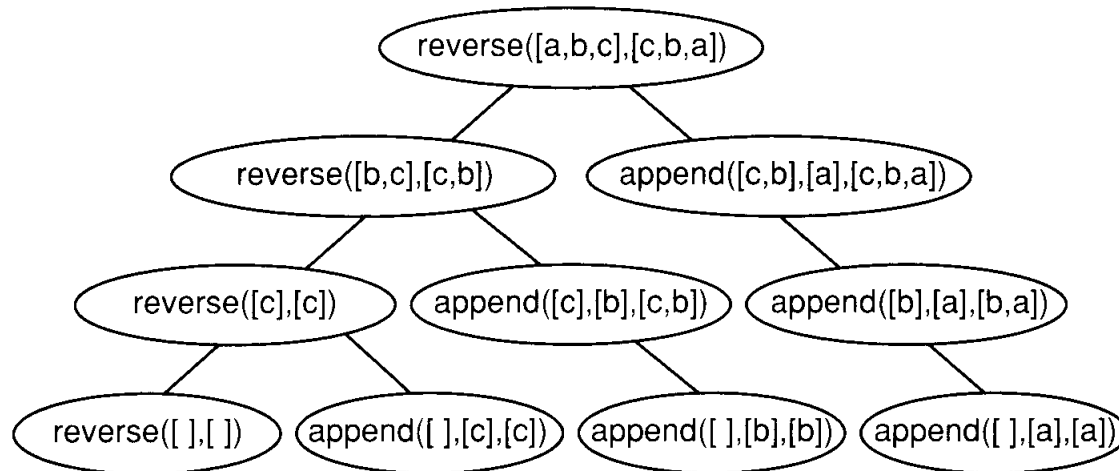 reverse([a,b,c],[c,b,a])
reverse([b,c],[c,b])
append([c,b],[a],[c,b,a])
reverse([c],[c])
append([c],[b],[c,b])
append([b],[a],[b,a])
reverse([ ],[ ])
append([ ],[c],[c])
append([ ],[b],[b])
append([ ],[a],[a])